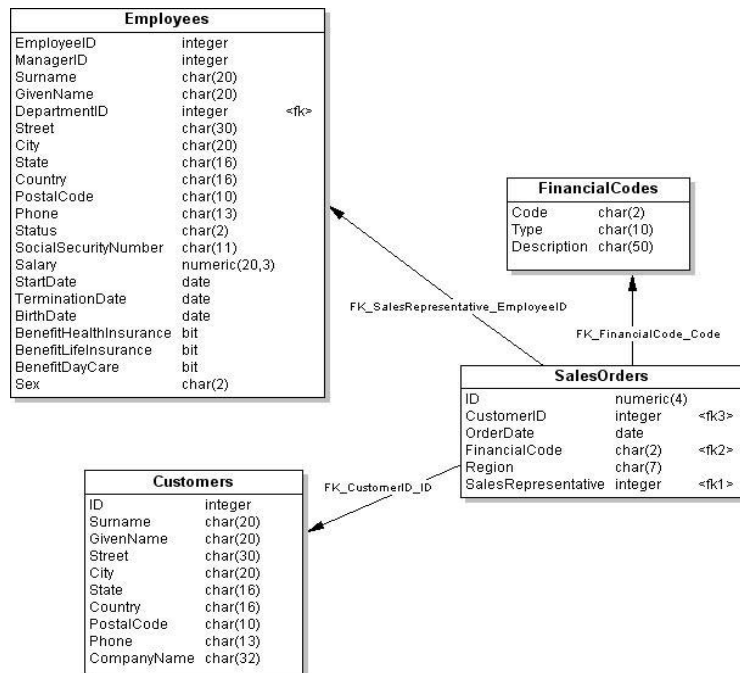 Employees
EmployeeID integer
ManagerID integer
Surname char(20)
GivenName char(20)
DepartmentID integer <fk>
Street char(30)
City char(20)
State char(16)
Country char(16)
PostalCode char(10)
Phone char(13)
Status char(2)
SocialSecurityNumber char(11)
Salary numeric(20,3)
StartDate date
TerminationDate date
BirthDate date
BenefitHealthInsurance bit
BenefitLifeInsurance bit
BenefitDayCare bit
Sex char(2)
FinancialCodes
Code char(2)
Type char(10)
Description char(50)
FK_SalesRepresentative_EmployeeID
FK_FinancialCode_Code
SalesOrders
ID numeric(4)
CustomerID integer <fk3>
OrderDate date
FinancialCode char(2) <fk2>
Region char(7)
SalesRepresentative integer <fk1>
FK_CustomerID_ID
Customers
ID integer
Surname char(20)
GivenName char(20)
Street char(30)
City char(20)
State char(16)
Country char(16)
PostalCode char(10)
Phone char(13)
CompanyName char(32)